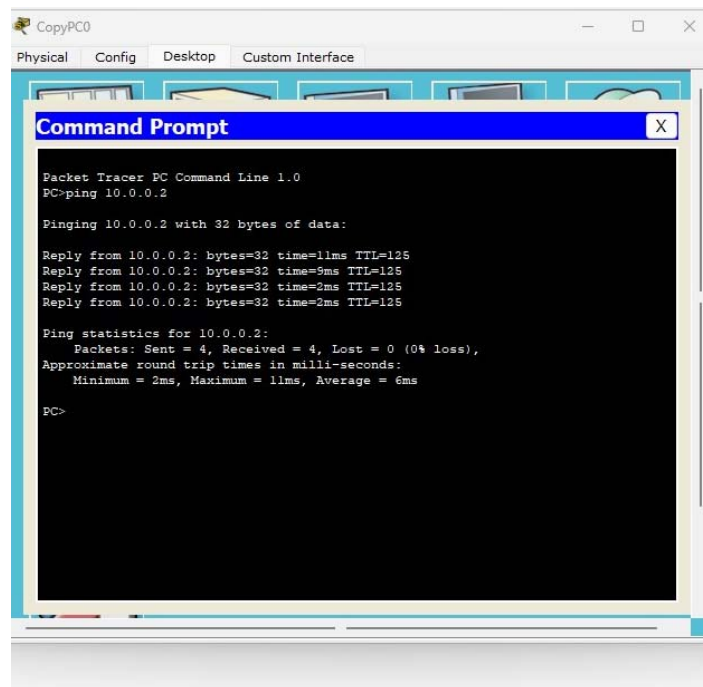 CopyPC0
Physical Config Desktop Custom Interface
Command Prompt X
Packet Tracer PC Command Line 1.0
PC>ping 10.0.0.2
Pinging 10.0.0.2 with 32 bytes of data:
Reply from 10.0.0.2: bytes=32 time=11ms TTL=125
Reply from 10.0.0.2: bytes=32 time=9ms TTL=125
Reply from 10.0.0.2: bytes=32 time=2ms TTL=125
Reply from 10.0.0.2: bytes=32 time=2ms TTL=125
Ping statistics for 10.0.0.2:
Packets: Sent = 4, Received = 4, Lost = 0 (0% loss),
Approximate round trip times in milli-seconds:
Minimum = 2ms, Maximum = 11ms, Average = 6ms
PC>